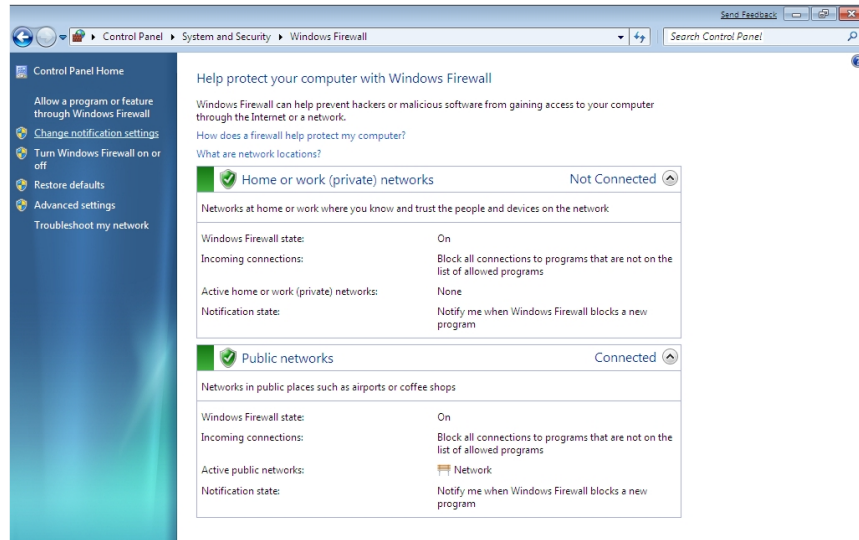 Send Feedback
Control Panel ▸ System and Security ▸ Windows Firewall
Search Control Panel
Control Panel Home
Allow a program or feature
through Windows Firewall
Change notification settings
Turn Windows Firewall on or
off
Restore defaults
Advanced settings
Troubleshoot my network
Help protect your computer with Windows Firewall
Windows Firewall can help prevent hackers or malicious software from gaining access to your computer
through the Internet or a network.
How does a firewall help protect my computer?
What are network locations?
Home or work (private) networks Not Connected
Networks at home or work where you know and trust the people and devices on the network
Windows Firewall state: On
Incoming connections: Block all connections to programs that are not on the
list of allowed programs
Active home or work (private) networks: None
Notification state: Notify me when Windows Firewall blocks a new
program
Public networks Connected
Networks in public places such as airports or coffee shops
Windows Firewall state: On
Incoming connections: Block all connections to programs that are not on the
list of allowed programs
Active public networks: Network
Notification state: Notify me when Windows Firewall blocks a new
program